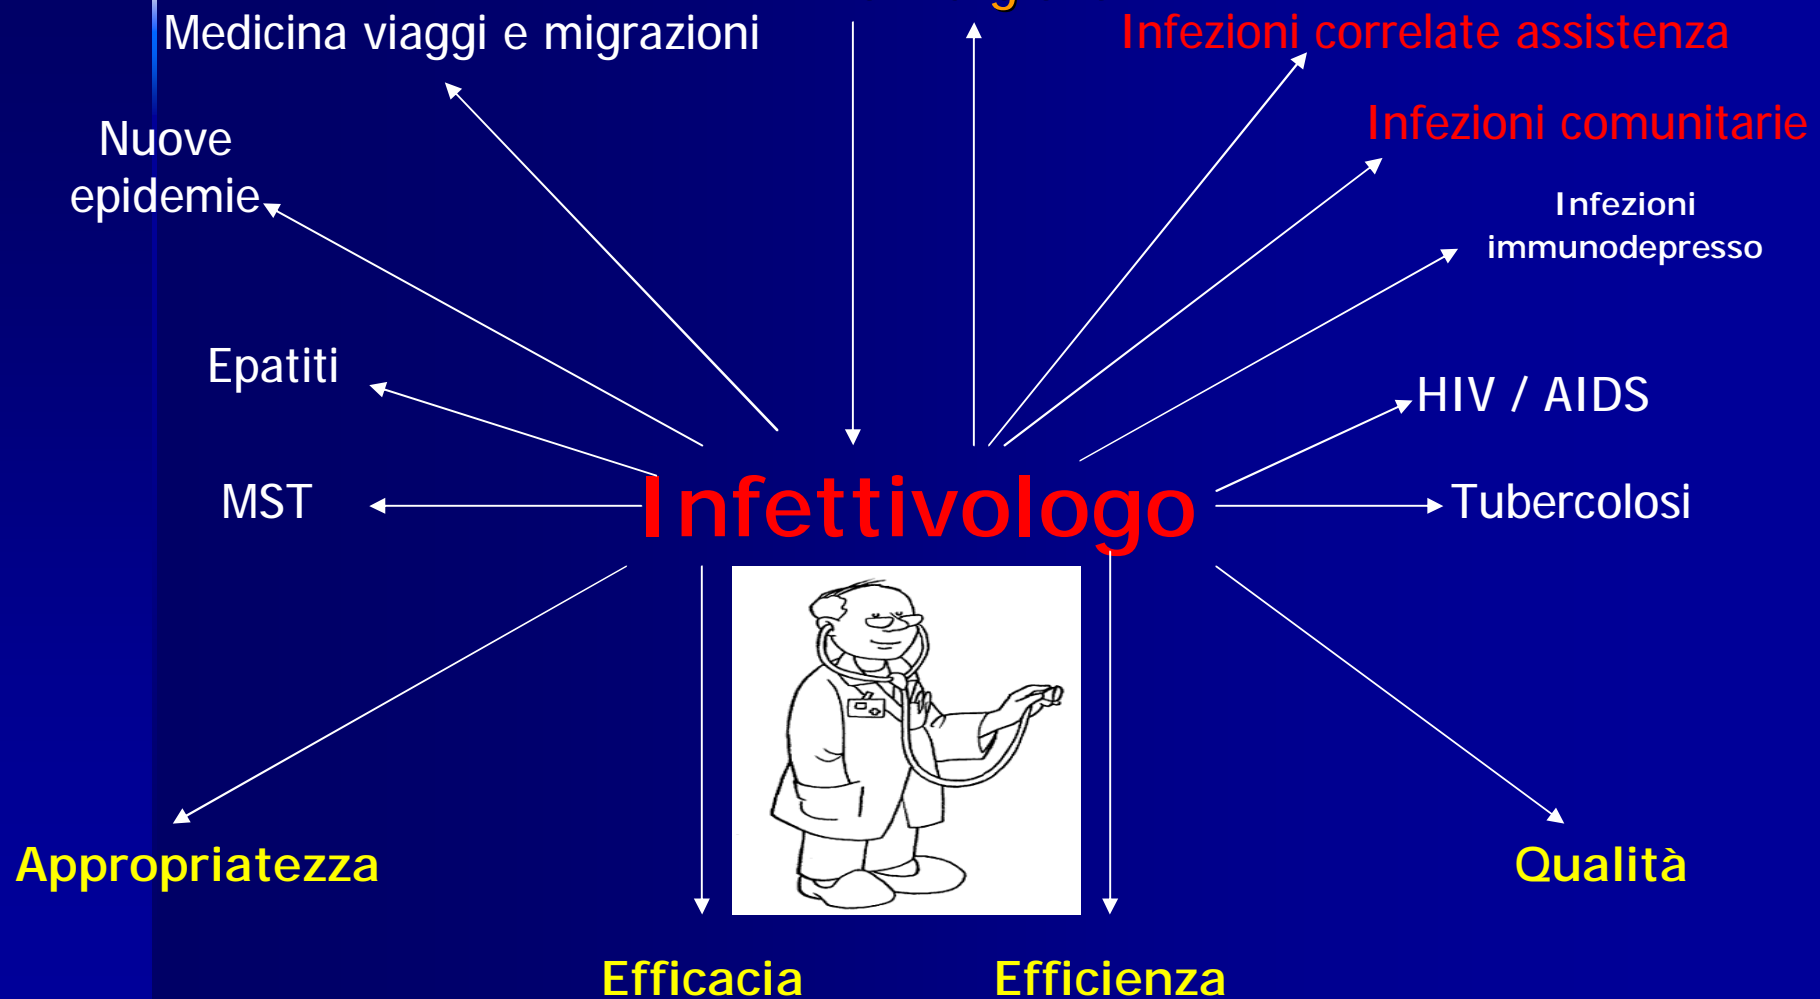 Medicina viaggi e migrazioni
Infezioni correlate assistenza
Nuove
epidemie
Infezioni comunitarie
Infezioni
immunodepresso
Epatiti
HIV / AIDS
MST
Infettivologo
Tubercolosi
Appropriatezza
Qualità
Efficacia
Efficienza